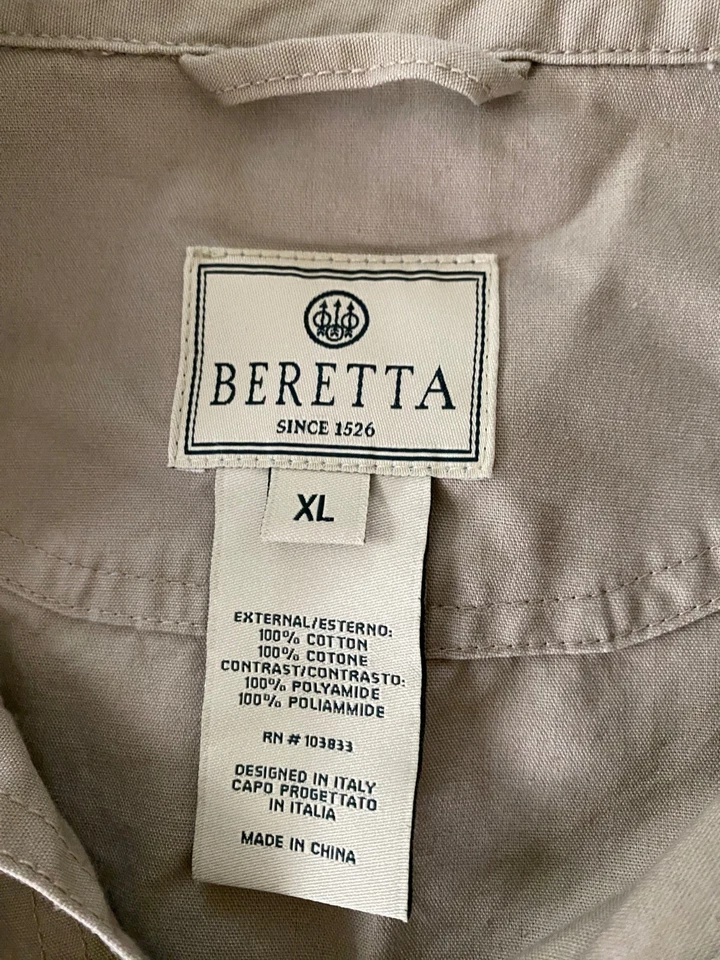 BERETTA
SINCE 1526
XL
EXTERNAL/ESTERNO:
100% COTTON
100% COTONE
CONTRAST/CONTRASTO:
100% POLYAMIDE
100% POLIAMMIDE
RN # 103833
DESIGNED IN ITALY
CAPO PROGETTATO
IN ITALIA
MADE IN CHINA